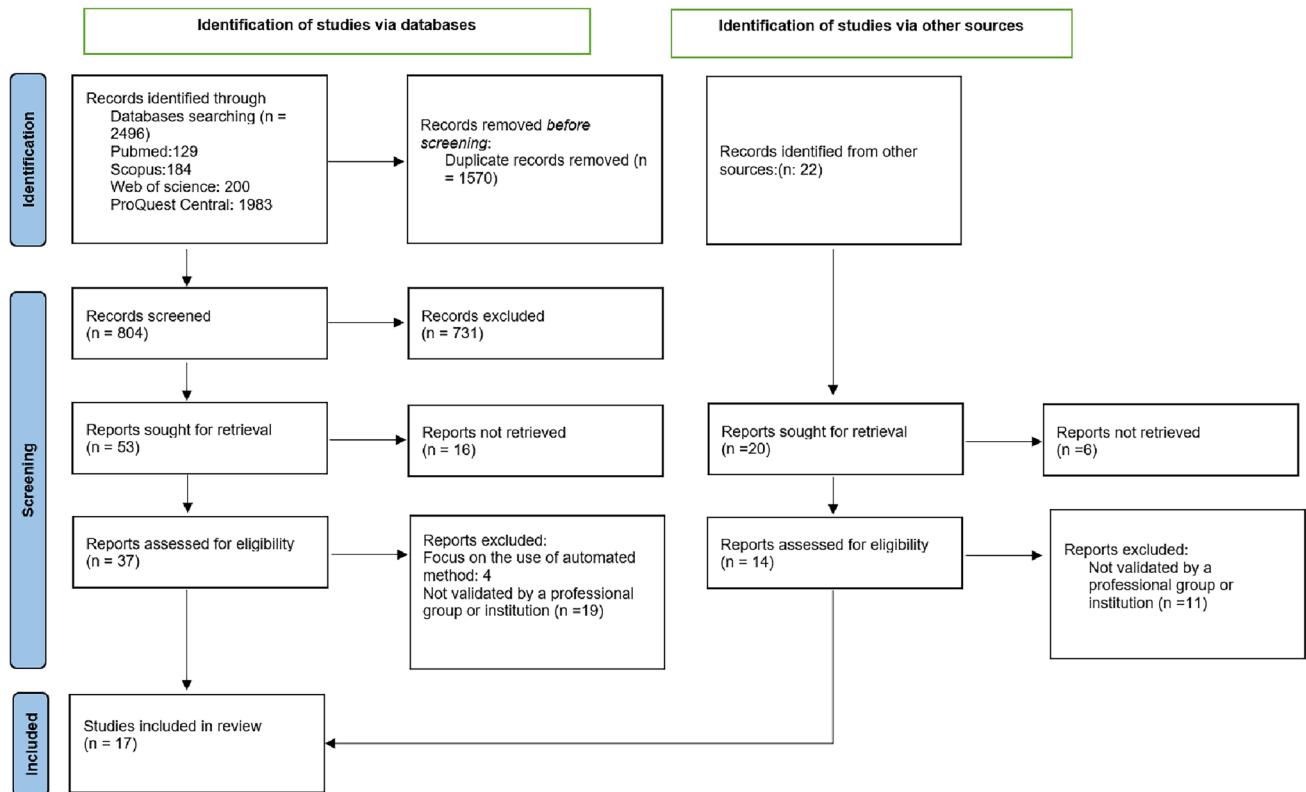 Identification of studies via databases
Identification of studies via other sources
Identification
Records identified through
Databases searching (n =
2496)
Pubmed:129
Scopus:184
Web of science: 200
ProQuest Central: 1983
Records removed before
screening:
Duplicate records removed (n
= 1570)
Records identified from other
sources:(n: 22)
Screening
Records screened
(n = 804)
Records excluded
(n = 731)
Reports sought for retrieval
(n = 53)
Reports not retrieved
(n = 16)
Reports sought for retrieval
(n =20)
Reports not retrieved
(n =6)
Reports assessed for eligibility
(n = 37)
Reports excluded:
Focus on the use of automated
method: 4
Not validated by a professional
group or institution (n =19)
Reports assessed for eligibility
(n = 14)
Reports excluded:
Not validated by a
professional group or
institution (n =11)
Included
Studies included in review
(n = 17)